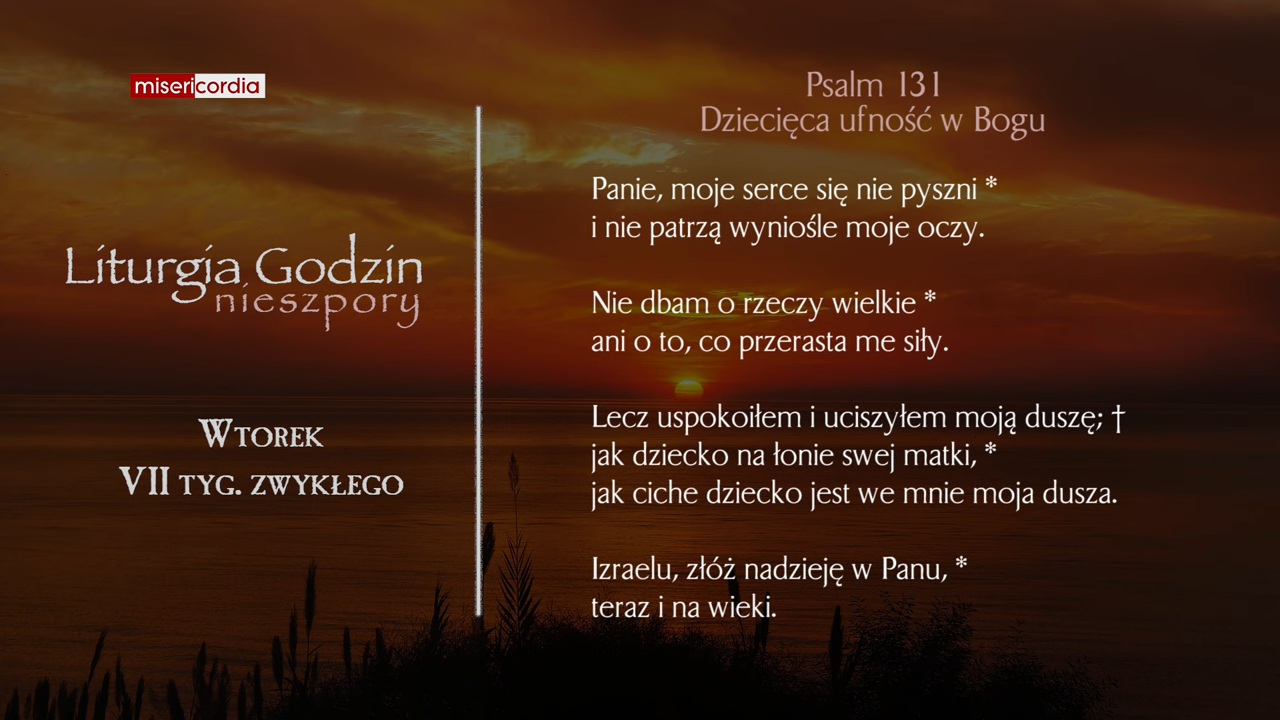 misericordia
Liturgia Godzin
nieszpory
Wtorek
VII tyg. zwykłego
Psalm 131
Dziecięca ufność w Bogu
Panie, moje serce się nie pyszni *
i nie patrzą wyniośle moje oczy.
Nie dbam o rzeczy wielkie *
ani o to, co przerasta me siły.
Lecz uspokoiłem i uciszyłem moją duszę; †
jak dziecko na łonie swej matki, *
jak ciche dziecko jest we mnie moja dusza.
Izraelu, złóż nadzieję w Panu, *
teraz i na wieki.